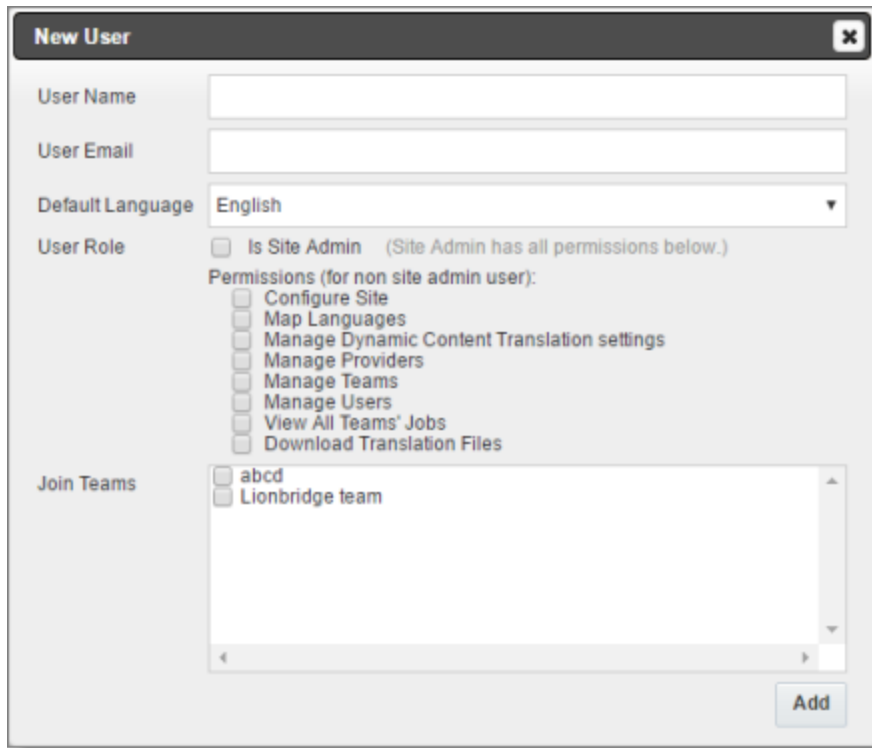 New User
User Name
User Email
Default Language English
User Role Is Site Admin (Site Admin has all permissions below.)
Permissions (for non site admin user):
Configure Site
Map Languages
Manage Dynamic Content Translation settings
Manage Providers
Manage Teams
Manage Users
View All Teams' Jobs
Download Translation Files
Join Teams
abcd
Lionbridge team
Add